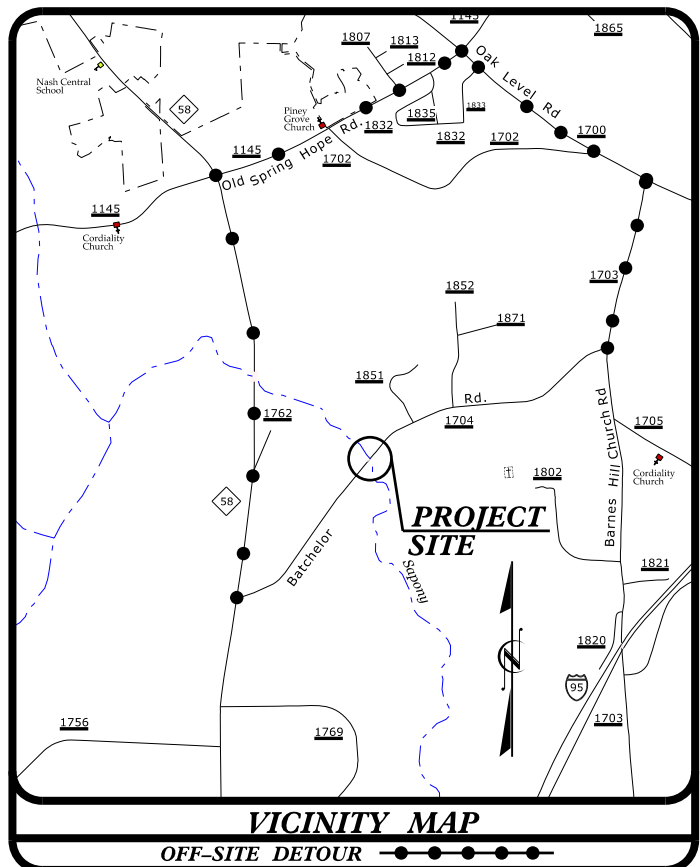 1143
1865
1807
1813
1812
Oak Level Rd
Nash Central
School
58
Piney
Grove
Church
1835
1833
1832
1832
1702
1700
1145
Old Spring Hope Rd.
1702
1145
Cordiality
Church
1703
1852
1871
1851
Rd.
1704
1762
1705
Cordiality
Church
Barnes Hill Church Rd
1802
58
PROJECT
SITE
Batchelor
Sapony
1821
1820
N
95
1703
1756
1769
VICINITY MAP
OFF-SITE DETOUR